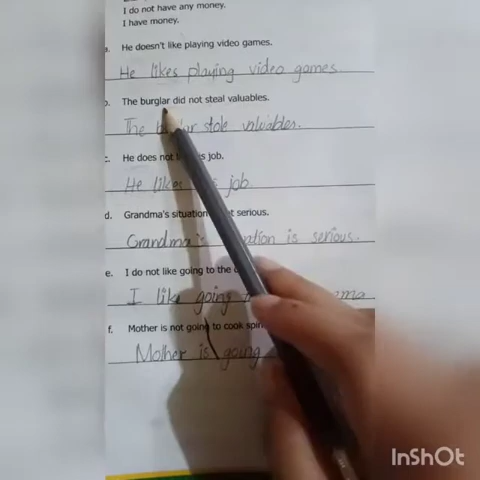 I do not have any money.
I have money.
a. He doesn't like playing video games.
He likes playing video games.
The burglar did not steal valuables.
The stole valuables.
c. He does not job.
He likes job.
d. Grandma's situation serious.
Grandma's is serious.
e. I do not like going to the
I like going
f. Mother is not going to cook
Mother is going
InShOt